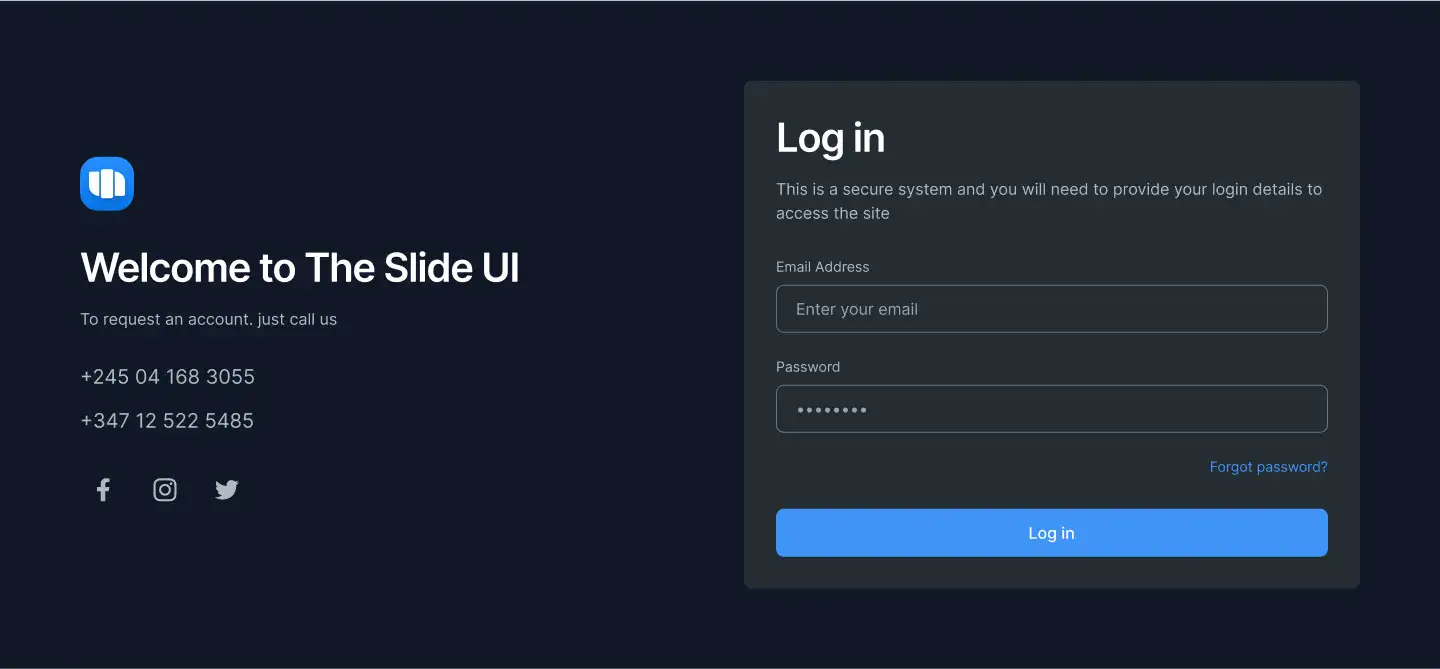 Welcome to The Slide UI
To request an account. just call us
+245 04 168 3055
+347 12 522 5485
Log in
This is a secure system and you will need to provide your login details to
access the site
Email Address
Enter your email
Password
••••••••
Forgot password?
Log in